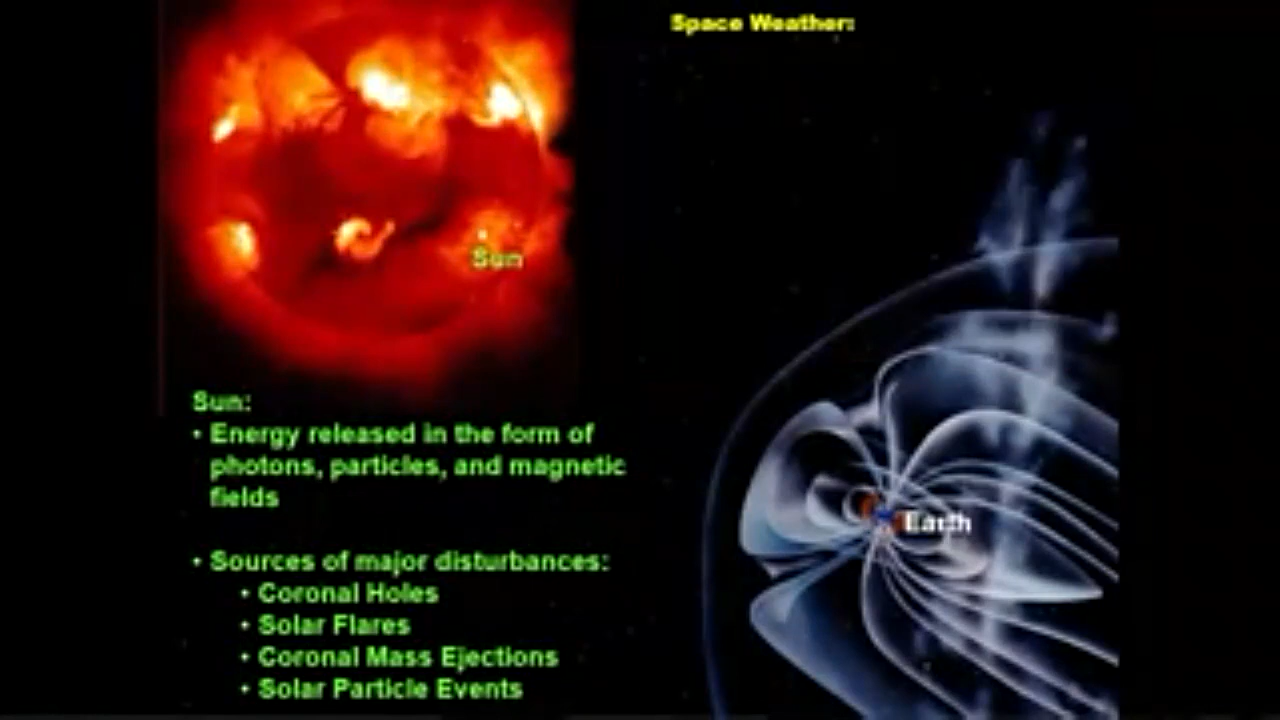 Space Weather:
Sun
Sun:
• Energy released in the form of
photons, particles, and magnetic
fields
• Sources of major disturbances:
• Coronal Holes
• Solar Flares
• Coronal Mass Ejections
• Solar Particle Events
Earth